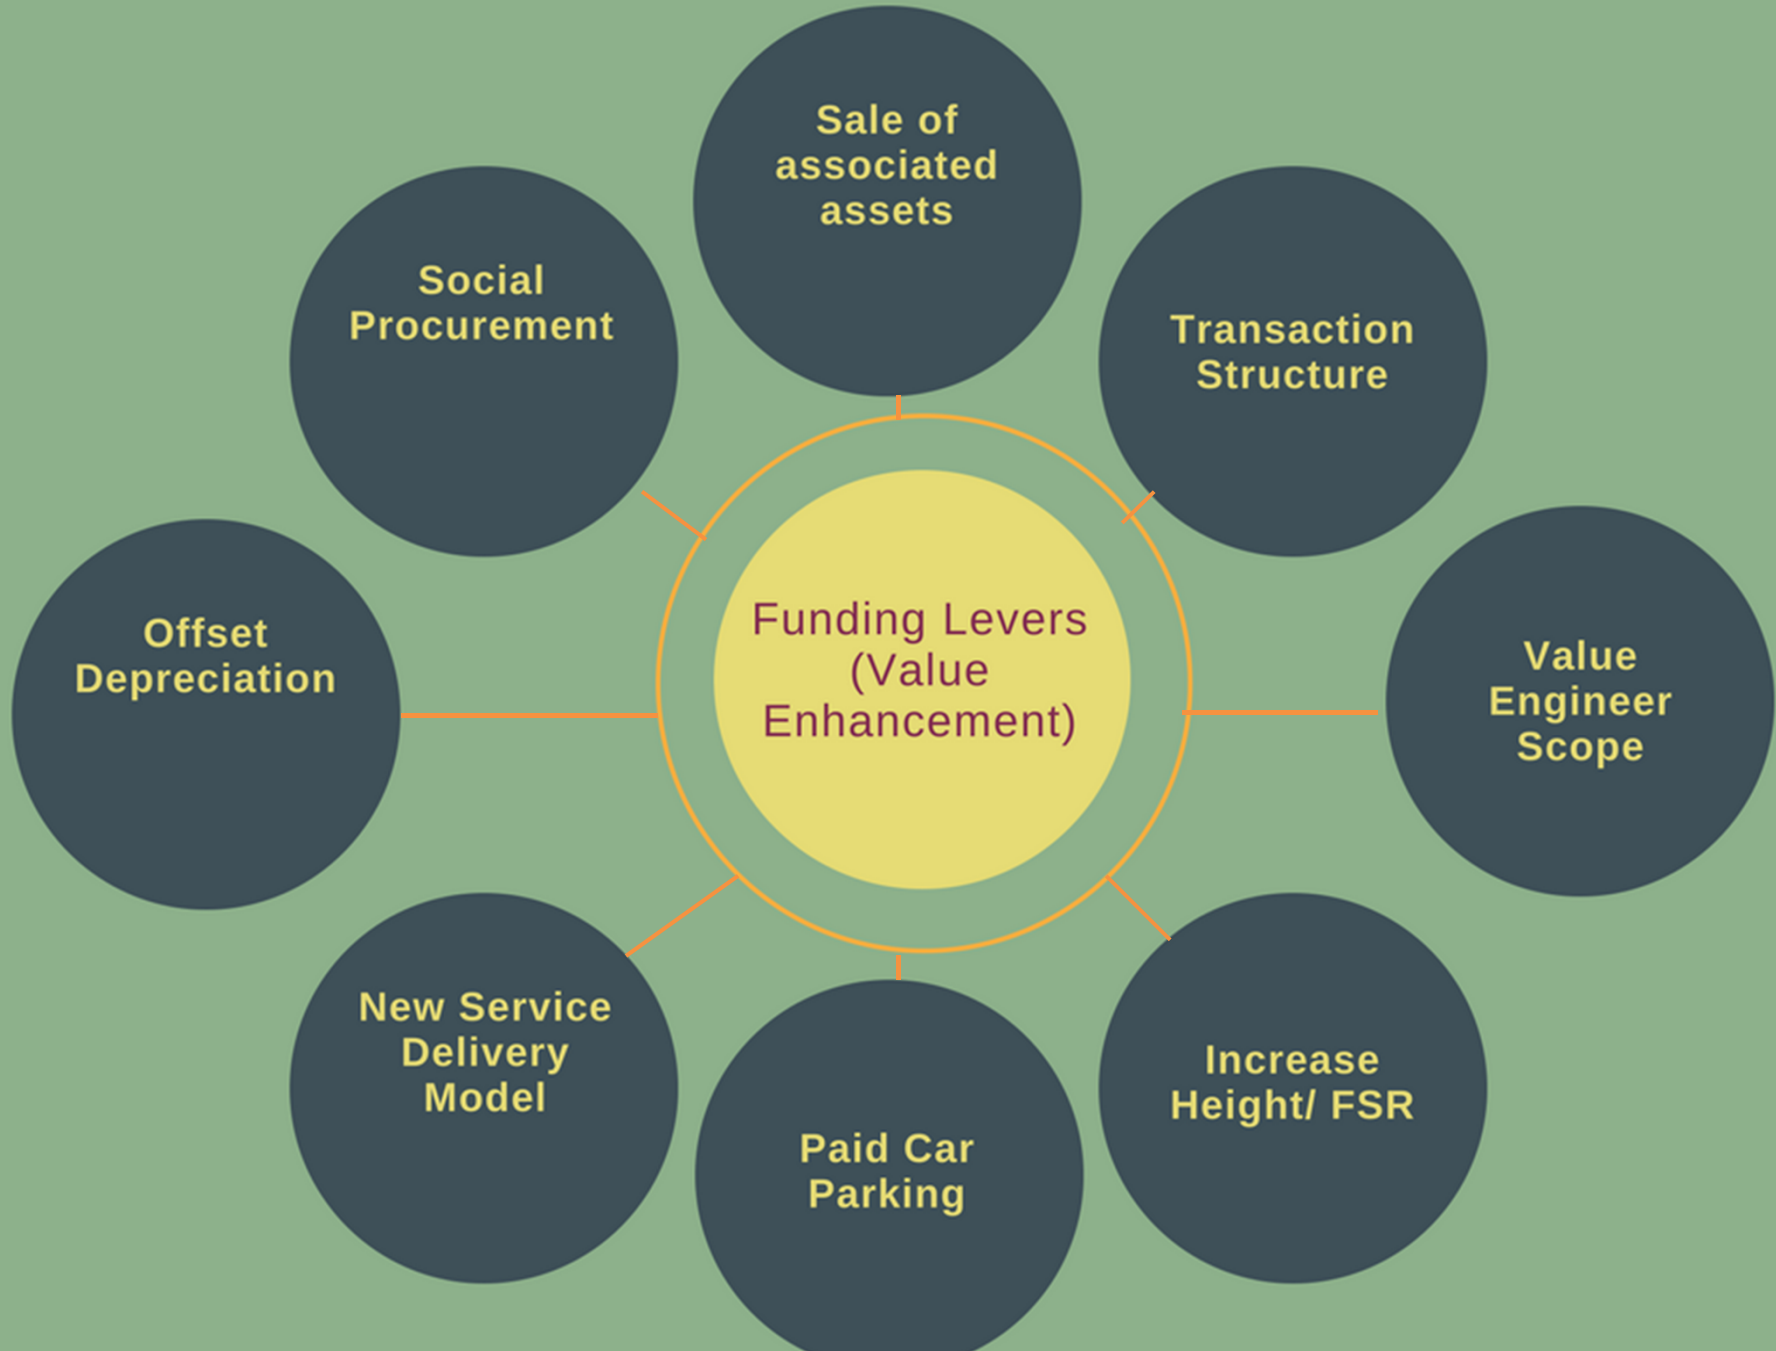 Sale of
associated
assets
Social
Procurement
Transaction
Structure
Offset
Depreciation
Funding Levers
(Value
Enhancement)
Value
Engineer
Scope
New Service
Delivery
Model
Paid Car
Parking
Increase
Height/ FSR